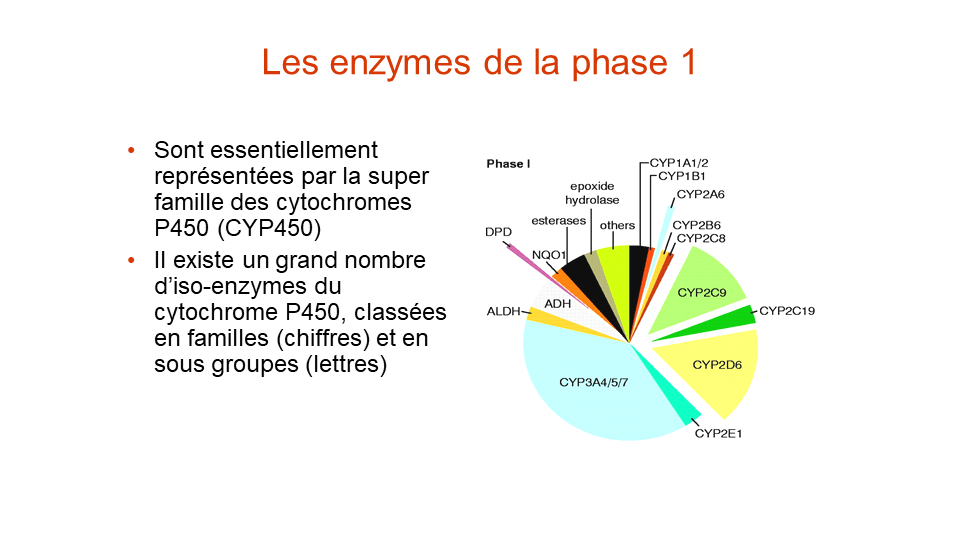 Les enzymes de la phase 1
• Sont essentiellement
représentées par la super
famille des cytochromes
P450 (CYP450)
• Il existe un grand nombre
d’iso-enzymes du
cytochrome P450, classées
en familles (chiffres) et en
sous groupes (lettres)
Phase I
CYP1A1/2
CYP1B1
epoxide
hydrolase
CYP2A6
esterases
others
CYP2B6
DPD
CYP2C8
NQO1
CYP2C9
ADH
ALDH
CYP2C19
CYP2D6
CYP3A4/5/7
CYP2E1